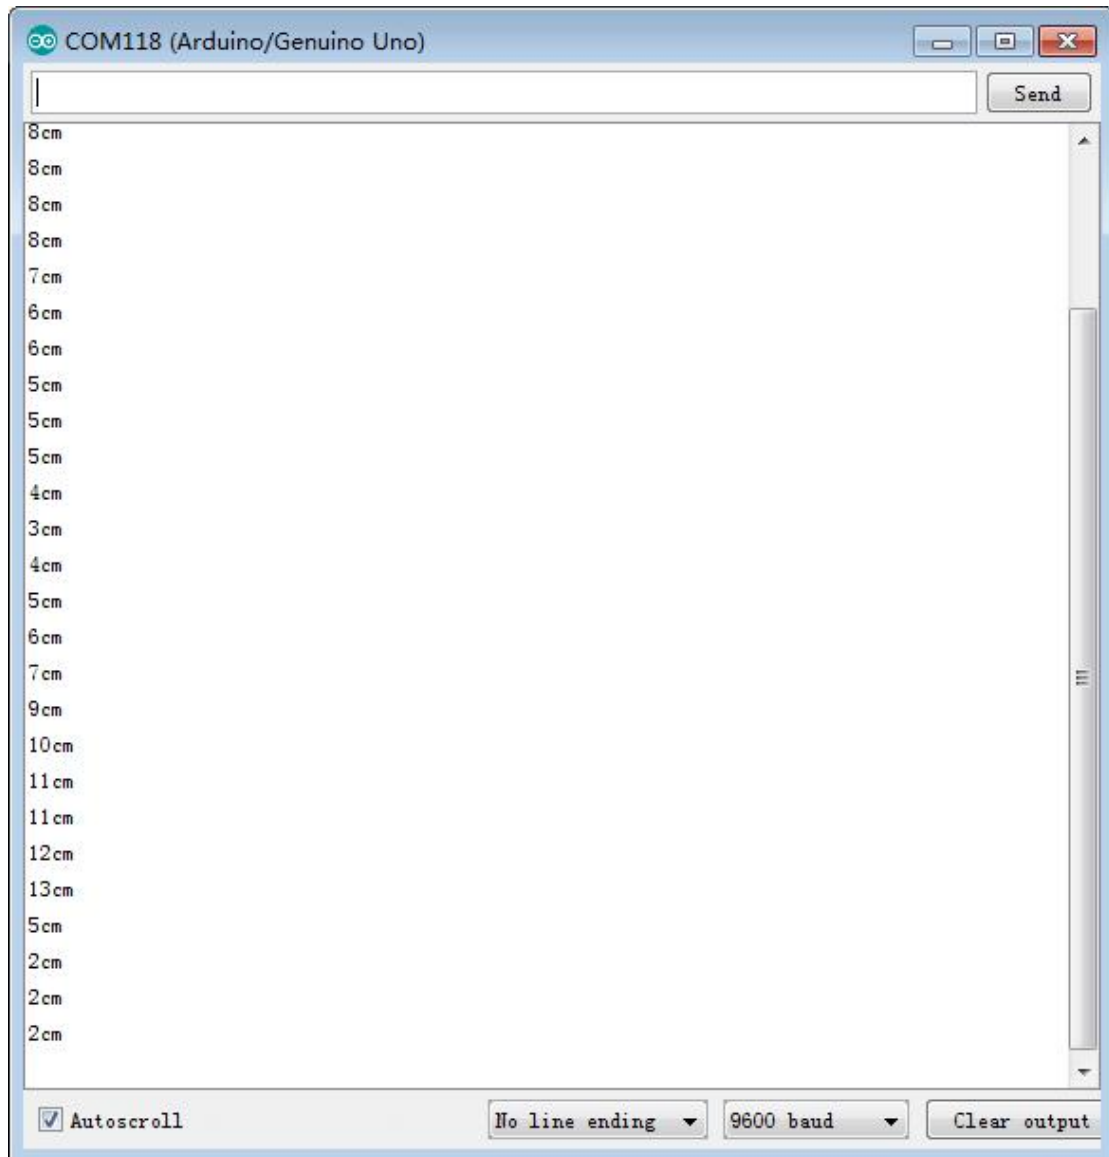 COM118 (Arduino/Genuino Uno)
Send
8cm
8cm
8cm
8cm
7cm
6cm
6cm
5cm
5cm
5cm
4cm
3cm
4cm
5cm
6cm
7cm
9cm
10cm
11cm
11cm
12cm
13cm
5cm
2cm
2cm
2cm
Autoscroll
No line ending
9600 baud
Clear output